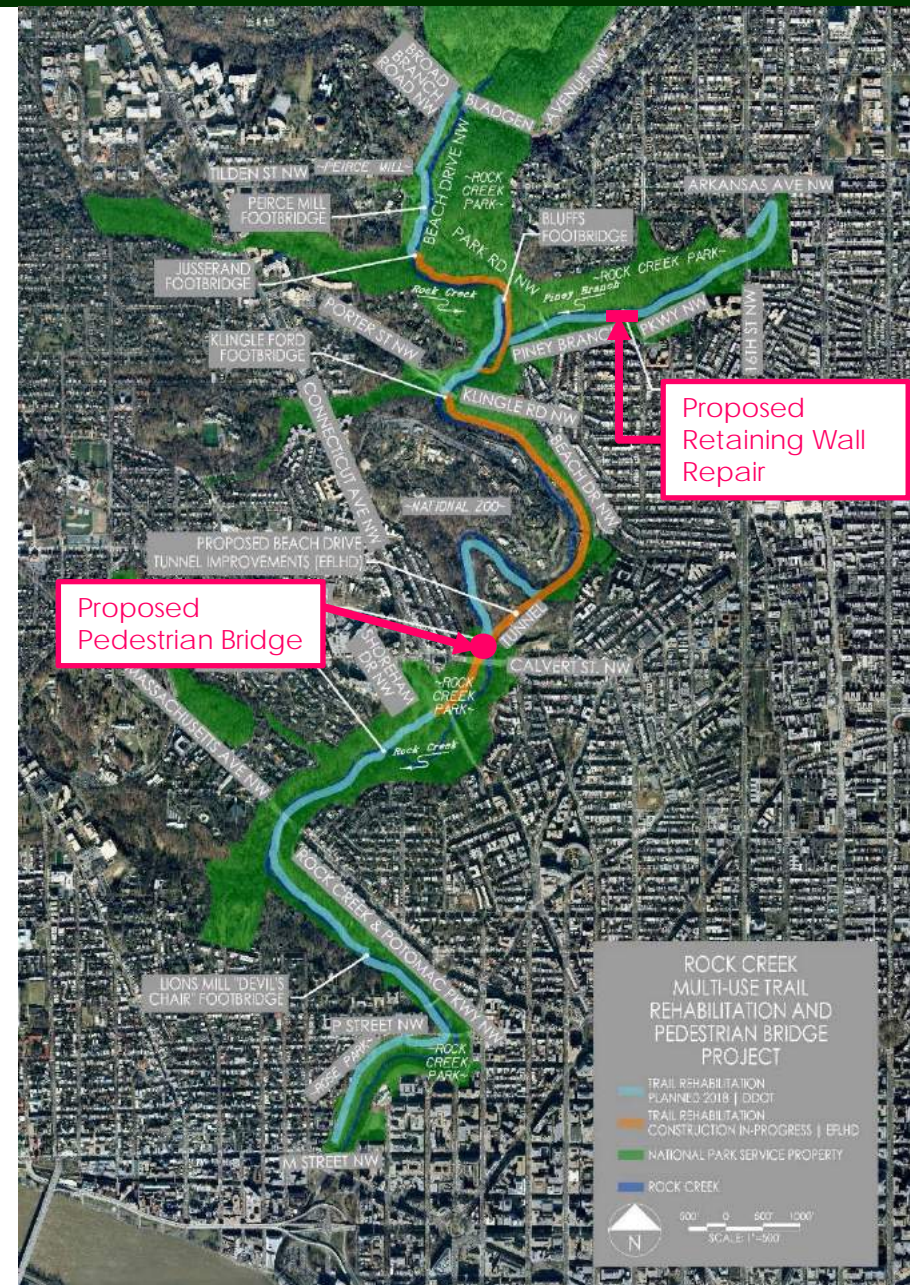 BROAD
BRANCH
ROAD NW
BLADGEN
AVENUE NW
TILDEN ST NW
~PEIRCE MILL~
BEACH DRIVE NW
~ROCK
CREEK
PARK~
ARKANSAS AVE NW
PEIRCE MILL
FOOTBRIDGE
BLUFFS
FOOTBRIDGE
PARK RD NW
~ROCK CREEK PARK~
JUSSERAND
FOOTBRIDGE
Rock Creek
Piney Branch
16TH ST NW
PORTER ST NW
PINEY BRANC
PKWY NW
KLINGLE FORD
FOOTBRIDGE
KLINGLE RD NW
Proposed
Retaining Wall
Repair
CONNECTICUT AVE NW
BEACH DR NW
~NATIONAL ZOO~
PROPOSED BEACH DRIVE
TUNNEL IMPROVEMENTS (EFLHD)
Proposed
Pedestrian Bridge
TUNNEL
SHOREHAM
DR NW
CALVERT ST. NW
~ROCK
CREEK
PARK~
MASSACHUSETTS AVE NW
Rock Creek
ROCK CREEK & POTOMAC PKWY NW
LIONS MILL "DEVIL'S
CHAIR" FOOTBRIDGE
P STREET NW
~ROSE PARK~
~ROCK
CREEK
PARK~
M STREET NW
ROCK CREEK
MULTI-USE TRAIL
REHABILITATION AND
PEDESTRIAN BRIDGE
PROJECT
TRAIL REHABILITATION
PLANNED 2018 | DDOT
TRAIL REHABILITATION
CONSTRUCTION IN-PROGRESS | EFLHD
NATIONAL PARK SERVICE PROPERTY
ROCK CREEK
500' 0 500' 1000'
SCALE: 1"=500'
N